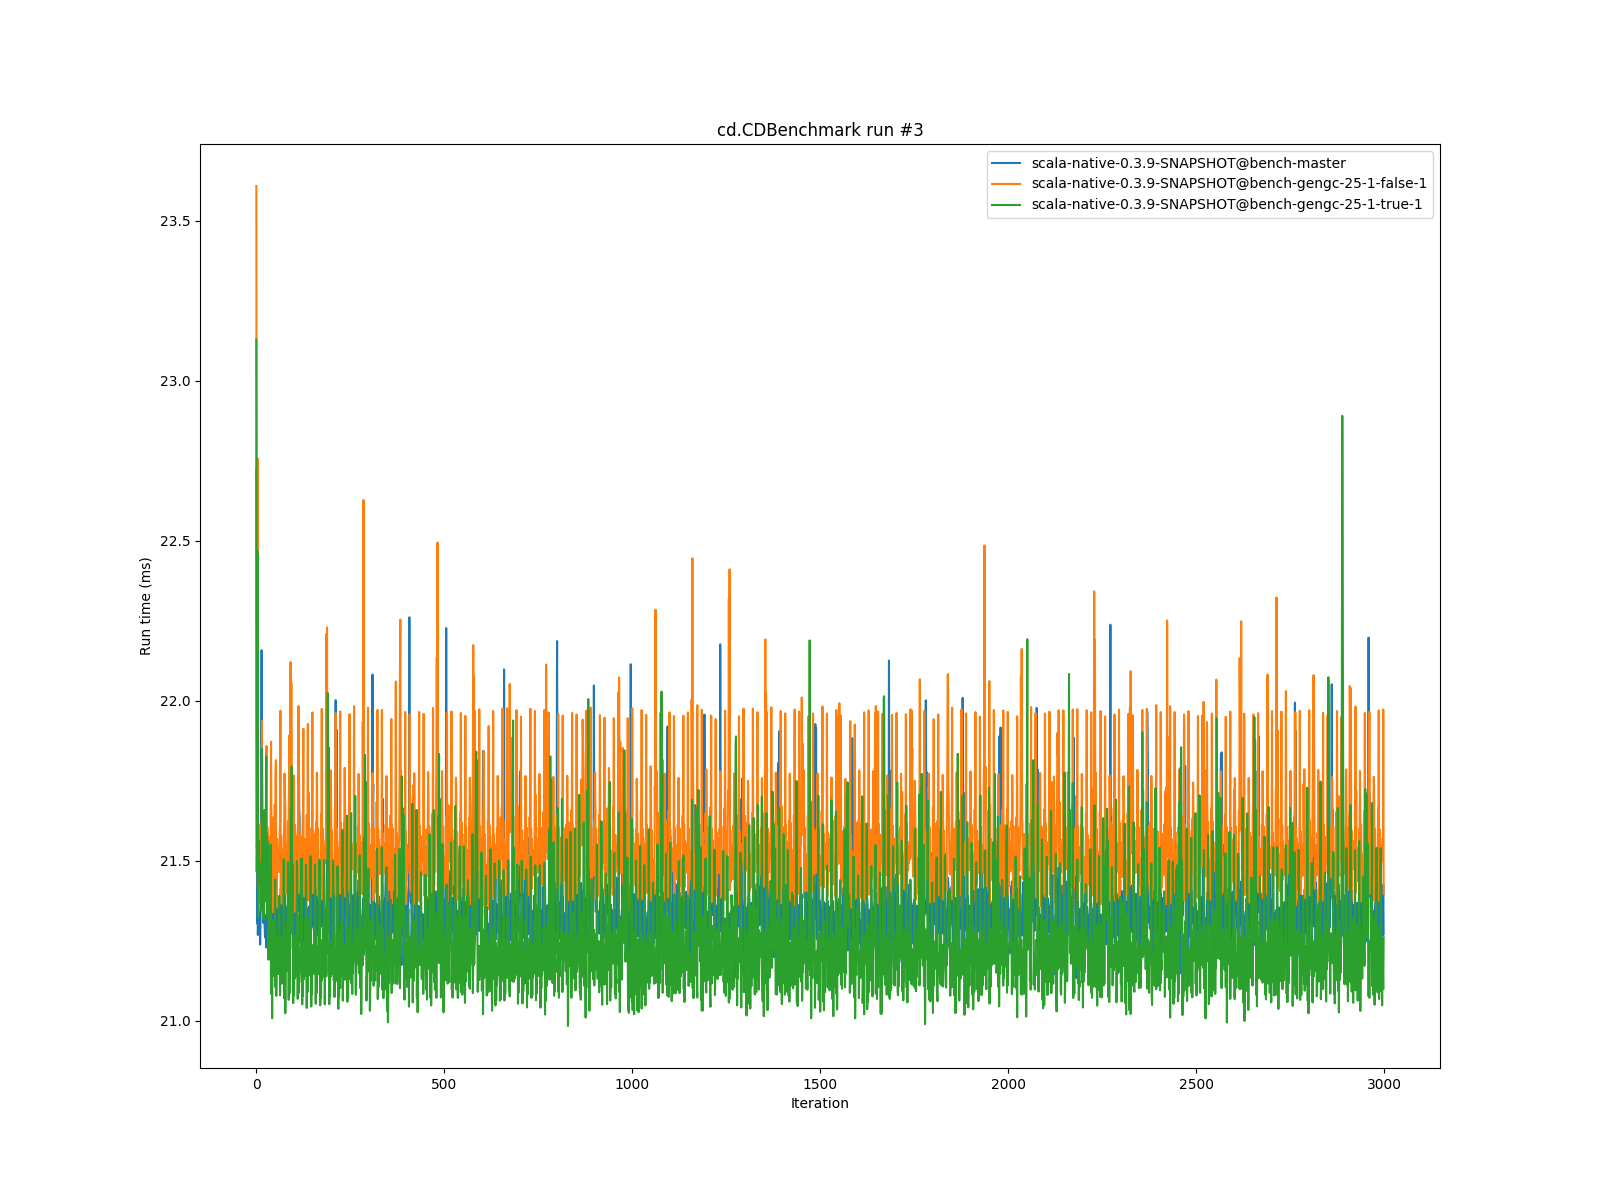 cd.CDBenchmark run #3
scala-native-0.3.9-SNAPSHOT@bench-master
scala-native-0.3.9-SNAPSHOT@bench-gengc-25-1-false-1
scala-native-0.3.9-SNAPSHOT@bench-gengc-25-1-true-1
23.5
23.0
22.5
22.0
21.5
21.0
Run time (ms)
0 500 1000 1500 2000 2500 3000
Iteration